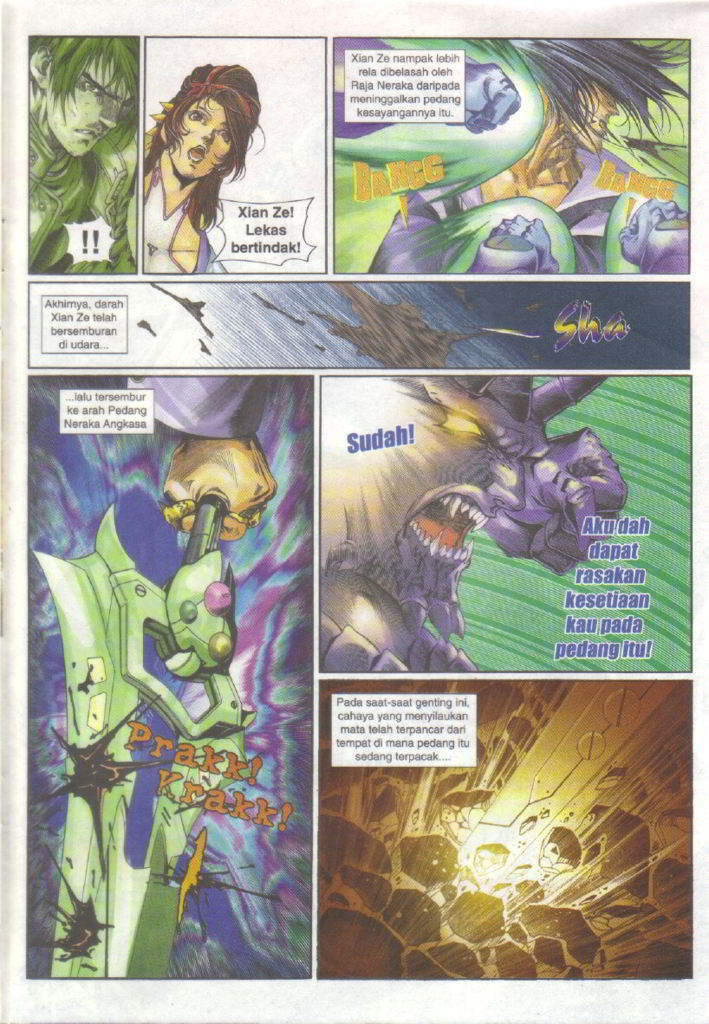 !!
Xian Ze!
Lekas
bertindak!
Xian Ze nampak lebih
rela dibelasah oleh
Raja Neraka daripada
meninggalkan pedang
kesayangannya itu.
BANGG
BANGG
Akhirnya, darah
Xian Ze telah
bersemburan
di udara...
Sha
...lalu tersembur
ke arah Pedang
Neraka Angkasa
Prakk!
Krakk!
Sudah!
Aku dah
dapat
rasakan
kesetiaan
kau pada
pedang itu!
Pada saat-saat genting ini,
cahaya yang menyilaukan
mata telah terpancar dari
tempat di mana pedang itu
sedang terpacak....